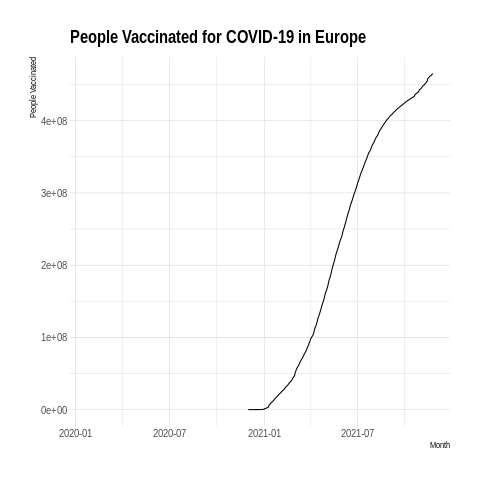 People Vaccinated for COVID-19 in Europe
People Vaccinated
4e+08
3e+08
2e+08
1e+08
0e+00
2020-01 2020-07 2021-01 2021-07
Month